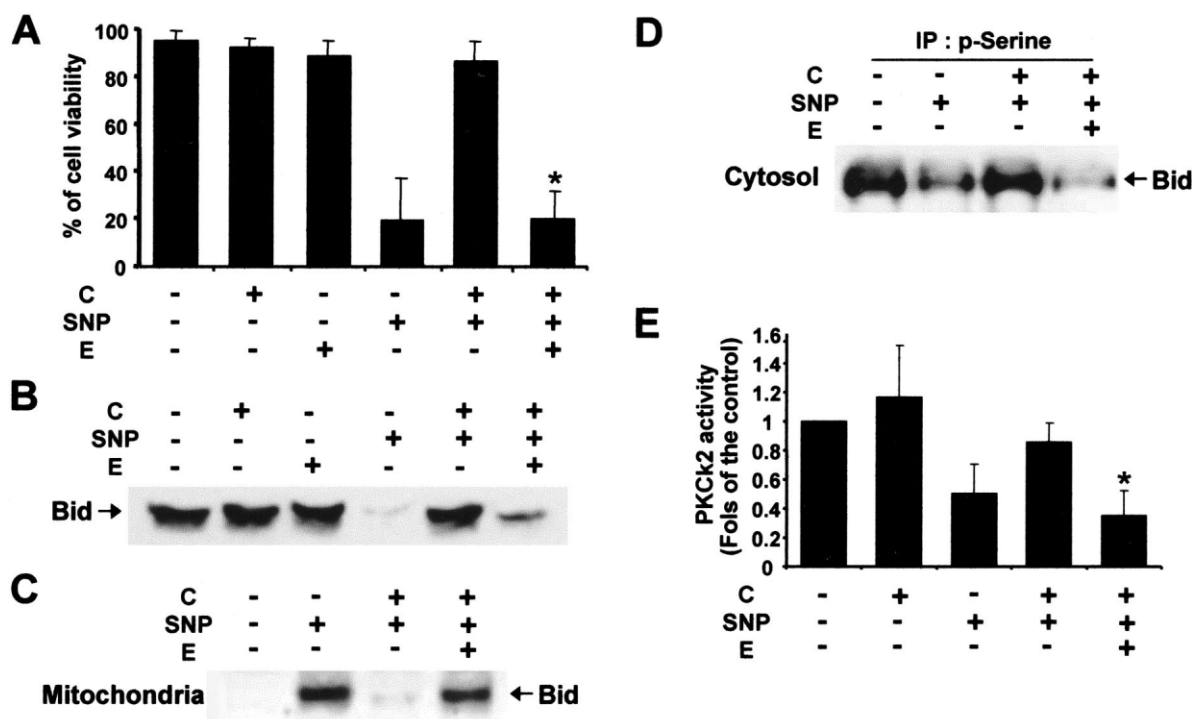 A
% of cell viability
100
80
60
40
20
0
*
C - + - - + +
SNP - - - + + +
E - - + - - +
B
C - + - - + +
SNP - - - + + +
E - - + - - +
Bid →
C
C - - + +
SNP - + + +
E - - - +
Mitochondria ← Bid
D
IP : p-Serine
C - - + +
SNP - + + +
E - - - +
Cytosol ← Bid
E
PKCk2 activity
(Fols of the control)
1.6
1.4
1.2
1
0.8
0.6
0.4
0.2
0
*
C - + - + +
SNP - - + + +
E - - - - +